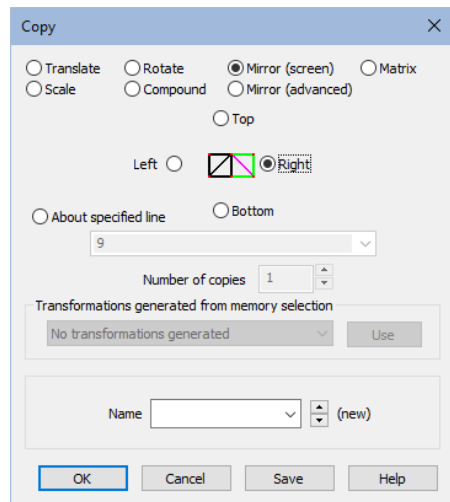 Copy
Translate Rotate Mirror (screen) Matrix
Scale Compound Mirror (advanced)
Top
Left Right
About specified line Bottom
9
Number of copies 1
Transformations generated from memory selection
No transformations generated Use
Name (new)
OK Cancel Save Help